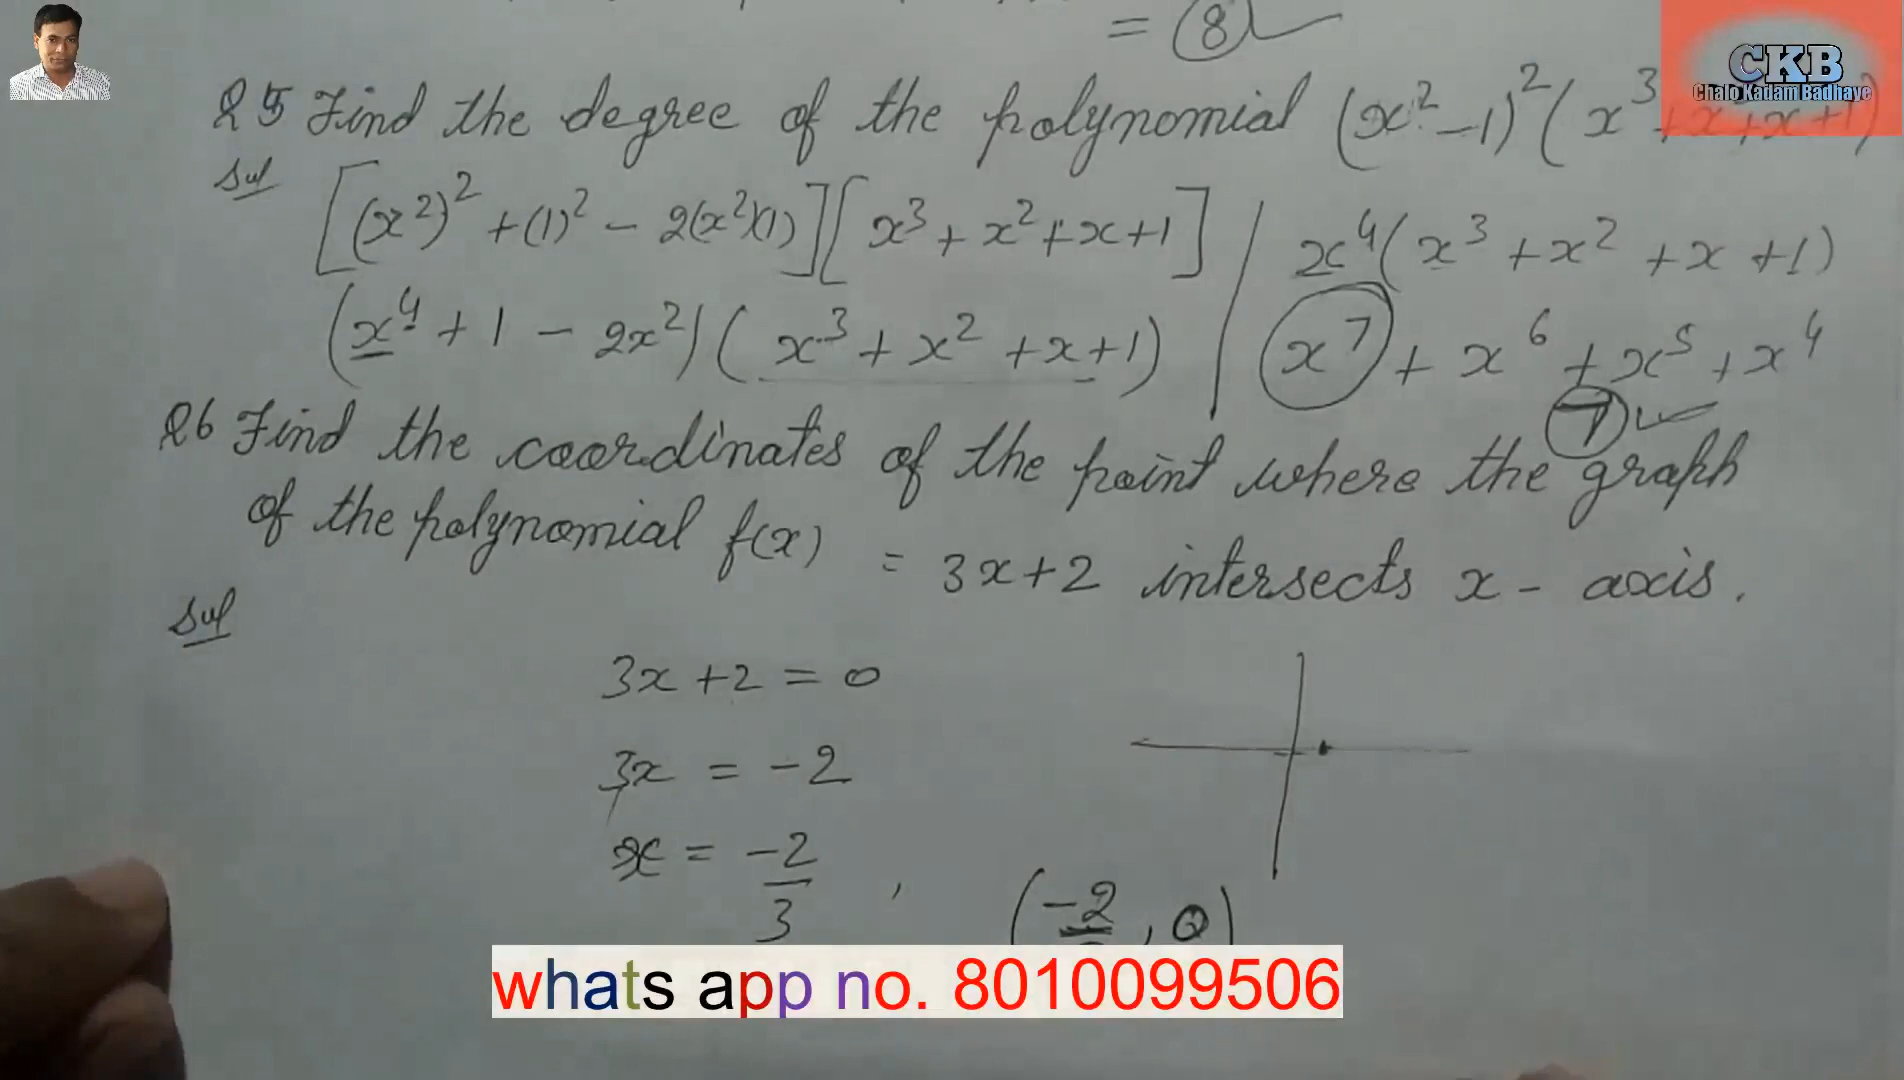 = 8
CKB
Chalo Kadam Badhaye
Q5 Find the degree of the polynomial (x²-1)²(x³+x²+x+1)
Sol
[(x²)²+(1)²-2(x²)(1)][x³+x²+x+1]
(x⁴+1-2x²)(x³+x²+x+1)
x⁴(x³+x²+x+1)
x⁷+x⁶+x⁵+x⁴
7
Q6 Find the coordinates of the point where the graph
of the polynomial f(x) = 3x+2 intersects x-axis.
Sol
3x+2=0
3x = -2
x = -2/3 ,
(-2/ , 0)
whats app no. 8010099506